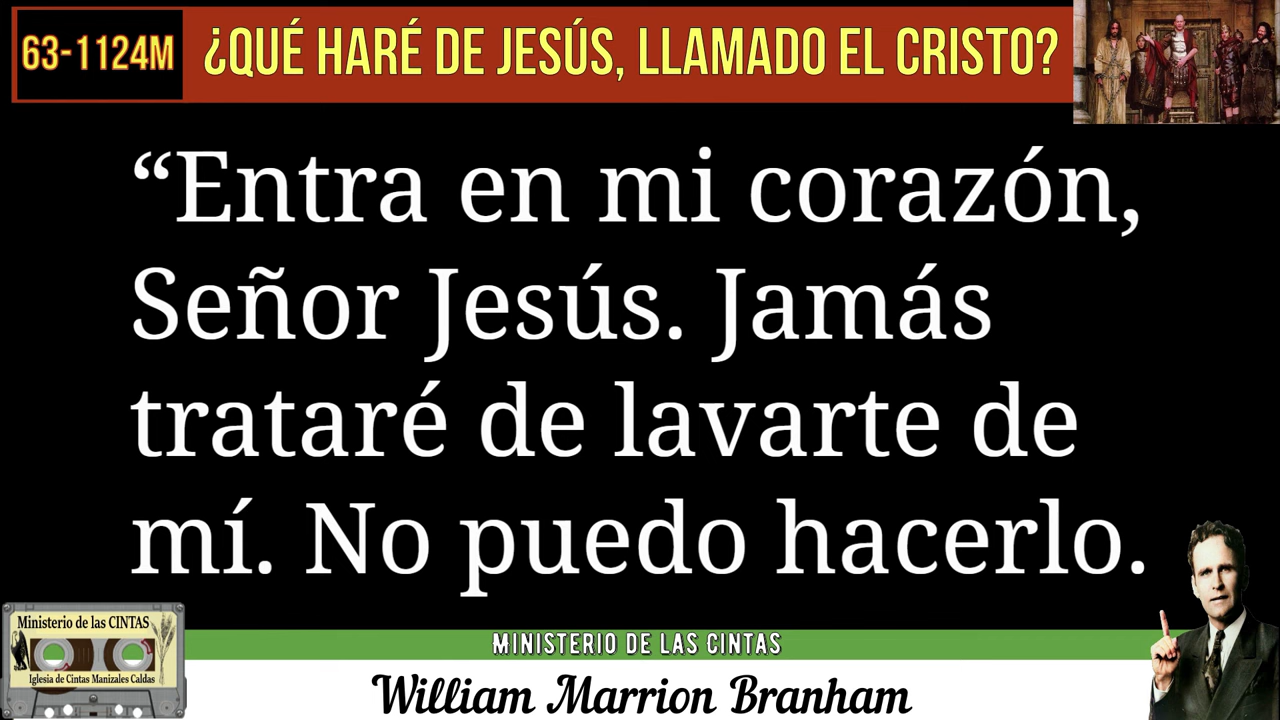 63-1124M
¿QUÉ HARÉ DE JESÚS, LLAMADO EL CRISTO?
“Entra en mi corazón,
Señor Jesús. Jamás
trataré de lavarte de
mí. No puedo hacerlo.
Ministerio de las CINTAS
Iglesia de Cintas Manizales Caldas
MINISTERIO DE LAS CINTAS
William Marrion Branham